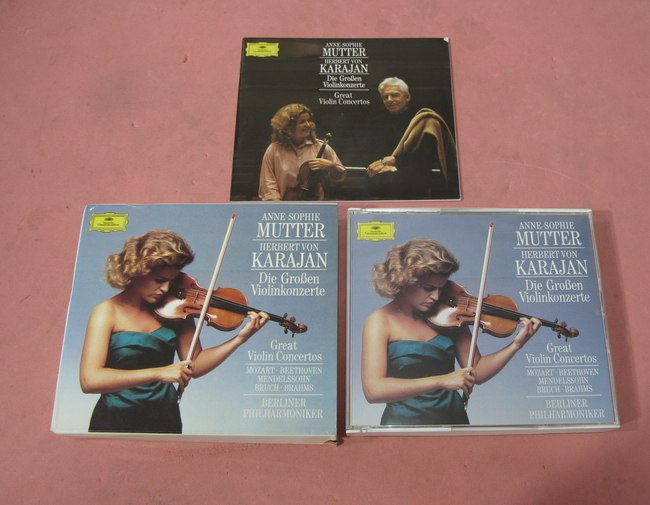 ANNE-SOPHIE
MUTTER
HERBERT VON
KARAJAN
Die Großen
Violinkonzerte
Great
Violin Concertos
ANNE-SOPHIE
MUTTER
HERBERT VON
KARAJAN
Die Großen
Violinkonzerte
Great
Violin Concertos
MOZART · BEETHOVEN
MENDELSSOHN
BRUCH · BRAHMS
BERLINER
PHILHARMONIKER
ANNE-SOPHIE
MUTTER
HERBERT VON
KARAJAN
Die Großen
Violinkonzerte
Great
Violin Concertos
MOZART · BEETHOVEN
MENDELSSOHN
BRUCH · BRAHMS
BERLINER
PHILHARMONIKER